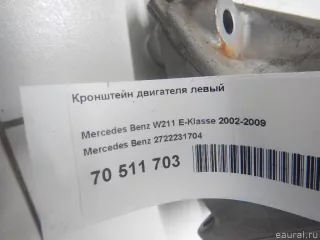 Кронштейн двигателя левый
Mercedes Benz W211 E-Klasse 2002-2009
Mercedes Benz 2722231704
70 511 703
© eaural.ru